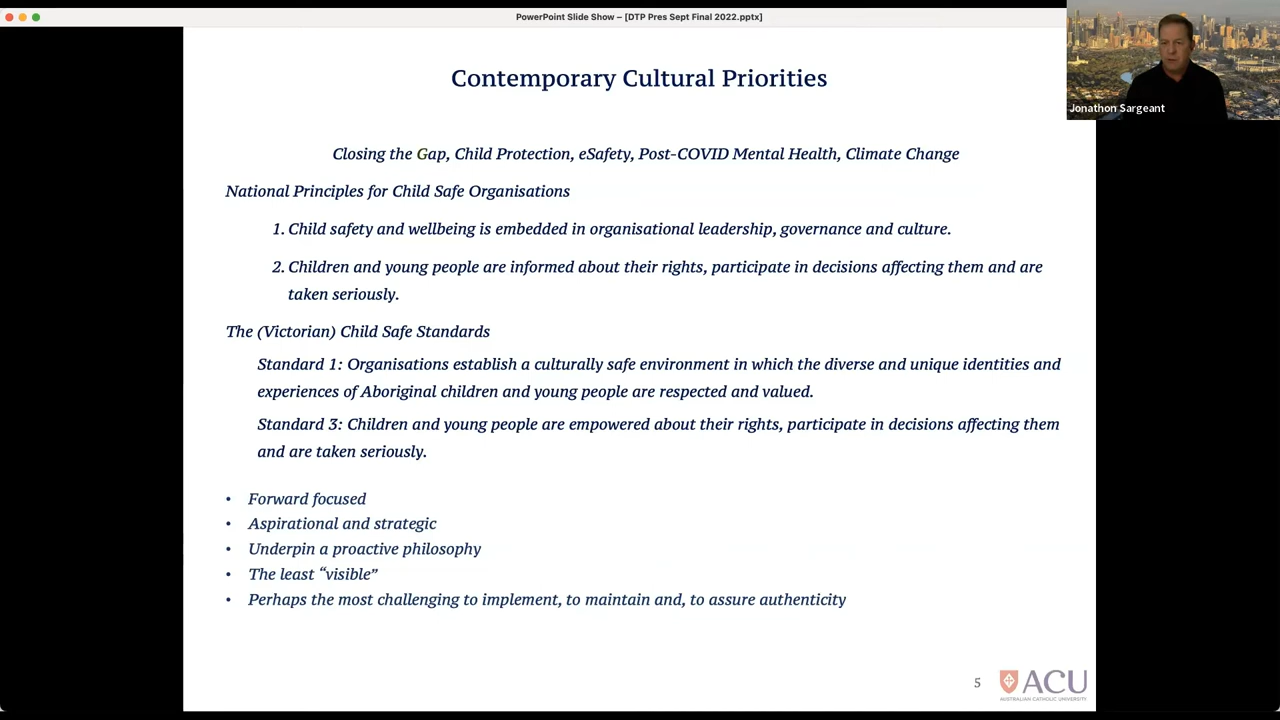 PowerPoint Slide Show – [DTP Pres Sept Final 2022.pptx]
Jonathon Sargeant
Contemporary Cultural Priorities
Closing the Gap, Child Protection, eSafety, Post-COVID Mental Health, Climate Change
National Principles for Child Safe Organisations
1. Child safety and wellbeing is embedded in organisational leadership, governance and culture.
2. Children and young people are informed about their rights, participate in decisions affecting them and are
taken seriously.
The (Victorian) Child Safe Standards
Standard 1: Organisations establish a culturally safe environment in which the diverse and unique identities and
experiences of Aboriginal children and young people are respected and valued.
Standard 3: Children and young people are empowered about their rights, participate in decisions affecting them
and are taken seriously.
• Forward focused
• Aspirational and strategic
• Underpin a proactive philosophy
• The least “visible”
• Perhaps the most challenging to implement, to maintain and, to assure authenticity
5
ACU
AUSTRALIAN CATHOLIC UNIVERSITY